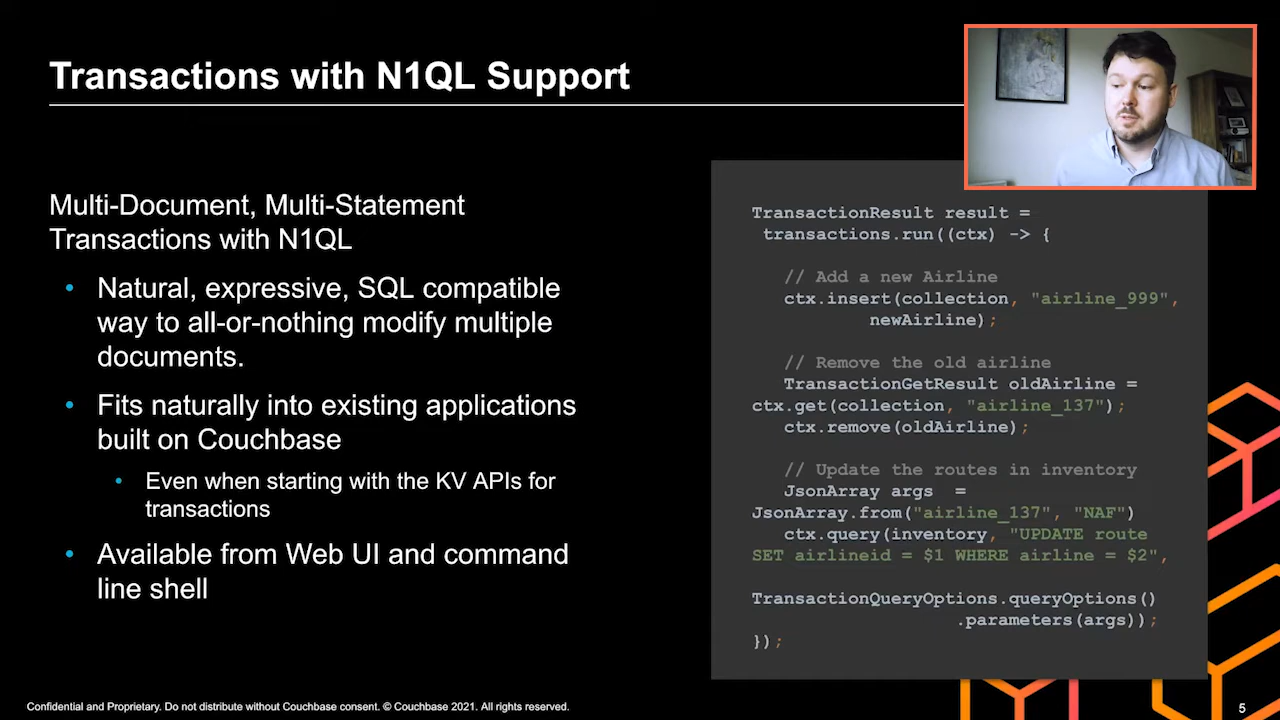 Transactions with N1QL Support
Multi-Document, Multi-Statement
Transactions with N1QL
• Natural, expressive, SQL compatible
way to all-or-nothing modify multiple
documents.
• Fits naturally into existing applications
built on Couchbase
• Even when starting with the KV APIs for
transactions
• Available from Web UI and command
line shell
TransactionResult result =
transactions.run((ctx) -> {
// Add a new Airline
ctx.insert(collection, "airline_999",
newAirline);
// Remove the old airline
TransactionGetResult oldAirline =
ctx.get(collection, "airline_137");
ctx.remove(oldAirline);
// Update the routes in inventory
JsonArray args =
JsonArray.from("airline_137", "NAF")
ctx.query(inventory, "UPDATE route
SET airlineid = $1 WHERE airline = $2",
TransactionQueryOptions.queryOptions()
.parameters(args));
});
Confidential and Proprietary. Do not distribute without Couchbase consent. © Couchbase 2021. All rights reserved.
5